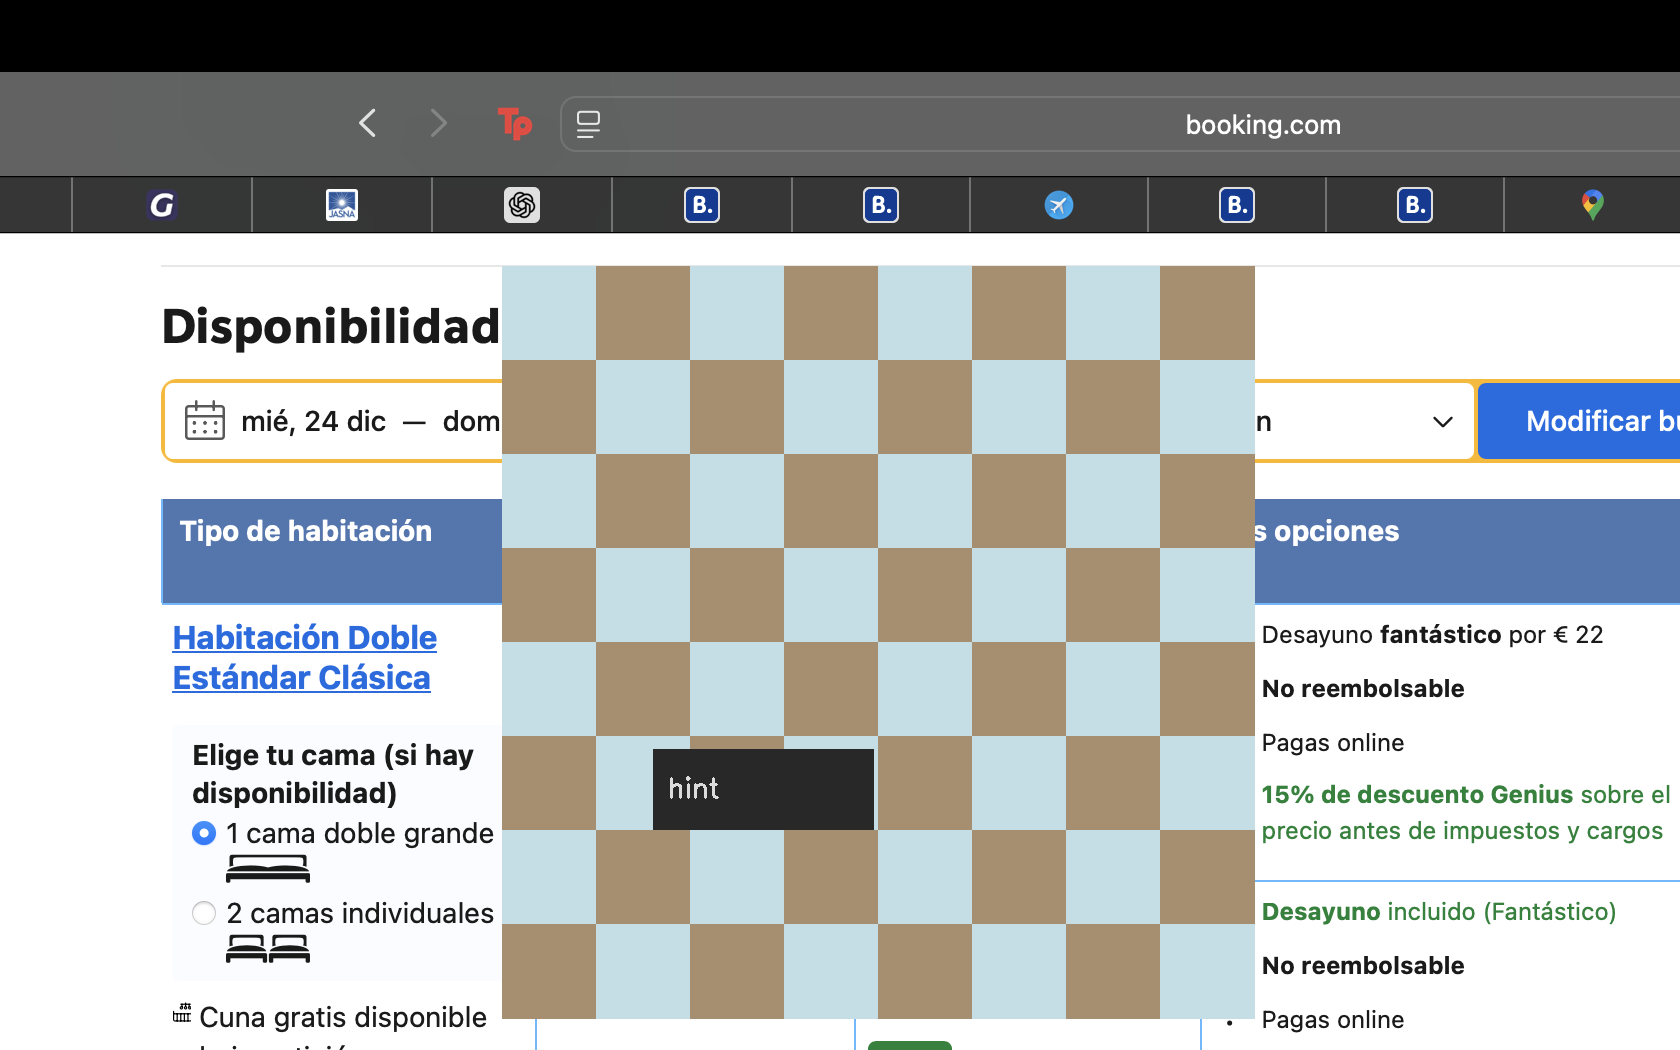 Tp
booking.com
G
JASNA
B.
B.
B.
B.
Disponibilidad
mié, 24 dic — dom
n
Modificar bu
Tipo de habitación
s opciones
Habitación Doble
Estándar Clásica
Elige tu cama (si hay
disponibilidad)
1 cama doble grande
2 camas individuales
Cuna gratis disponible
hint
Desayuno fantástico por € 22
No reembolsable
Pagas online
15% de descuento Genius sobre el
precio antes de impuestos y cargos
Desayuno incluido (Fantástico)
No reembolsable
• Pagas online